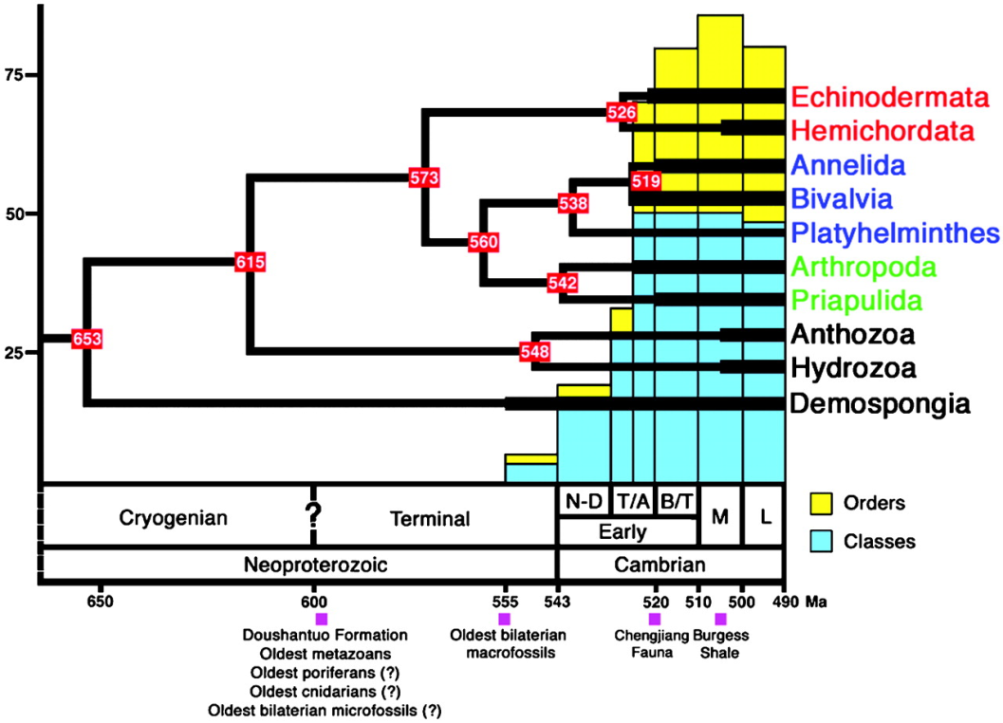 75
50
25
526
573
519
538
560
615
542
548
653
Echinodermata
Hemichordata
Annelida
Bivalvia
Platyhelminthes
Arthropoda
Priapulida
Anthozoa
Hydrozoa
Demospongia
Cryogenian ? Terminal N-D T/A B/T M L
Early
Neoproterozoic Cambrian
Orders
Classes
650 600 555 543 520 510 500 490 Ma
Doushantuo Formation
Oldest metazoans
Oldest poriferans (?)
Oldest cnidarians (?)
Oldest bilaterian microfossils (?)
Oldest bilaterian
macrofossils
Chengjiang
Fauna
Burgess
Shale